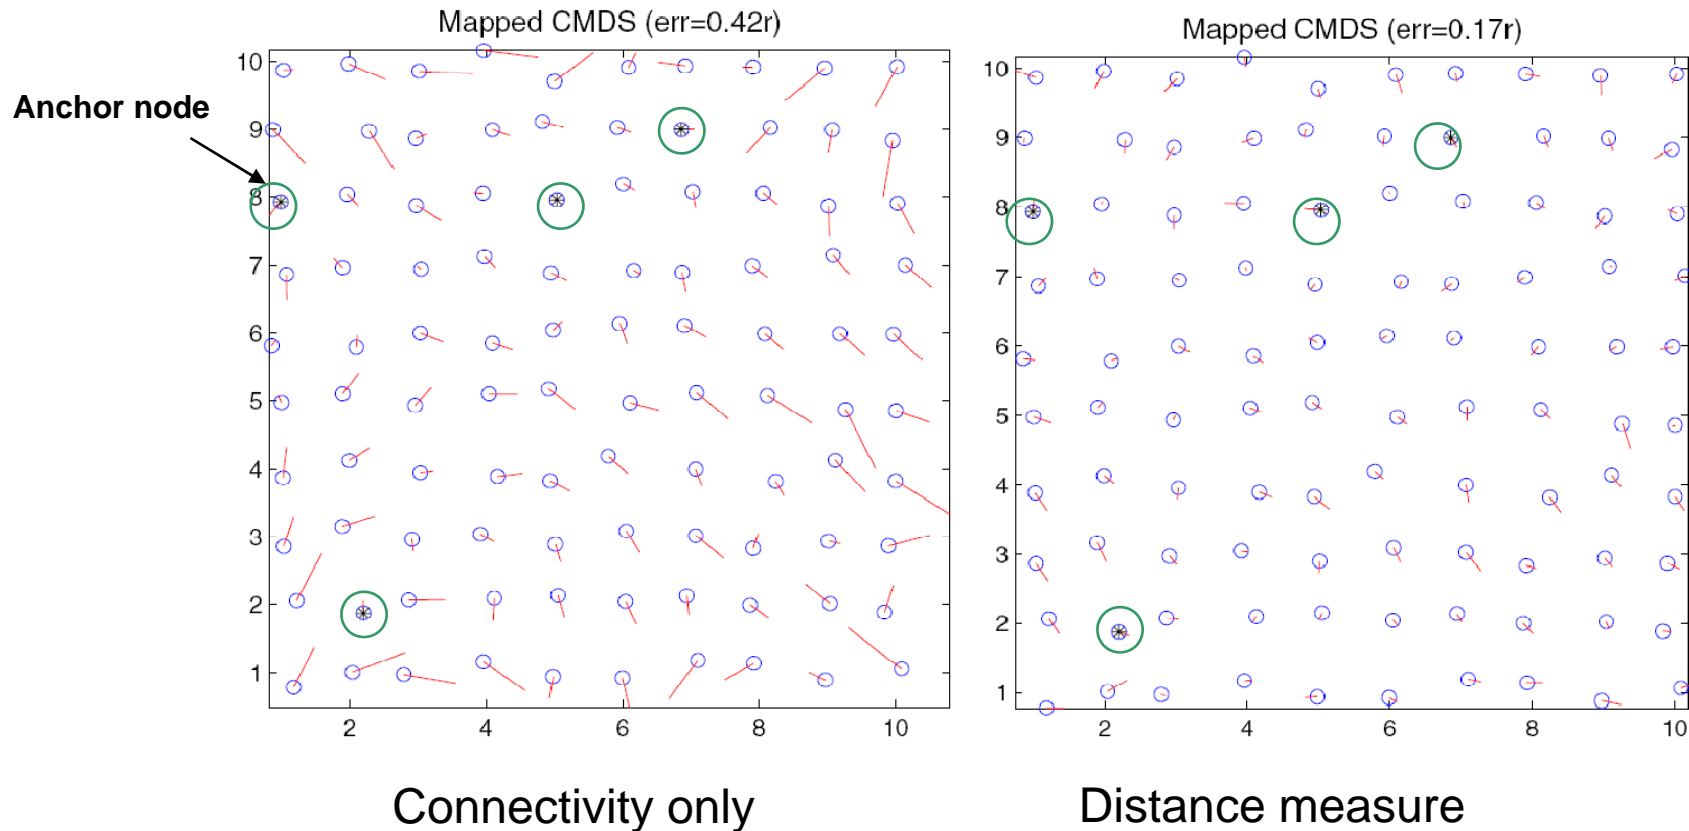 Mapped CMDS (err=0.42r)
Anchor node
10
9
8
7
6
5
4
3
2
1
2 4 6 8 10
Connectivity only
Mapped CMDS (err=0.17r)
10
9
8
7
6
5
4
3
2
1
2 4 6 8 10
Distance measure